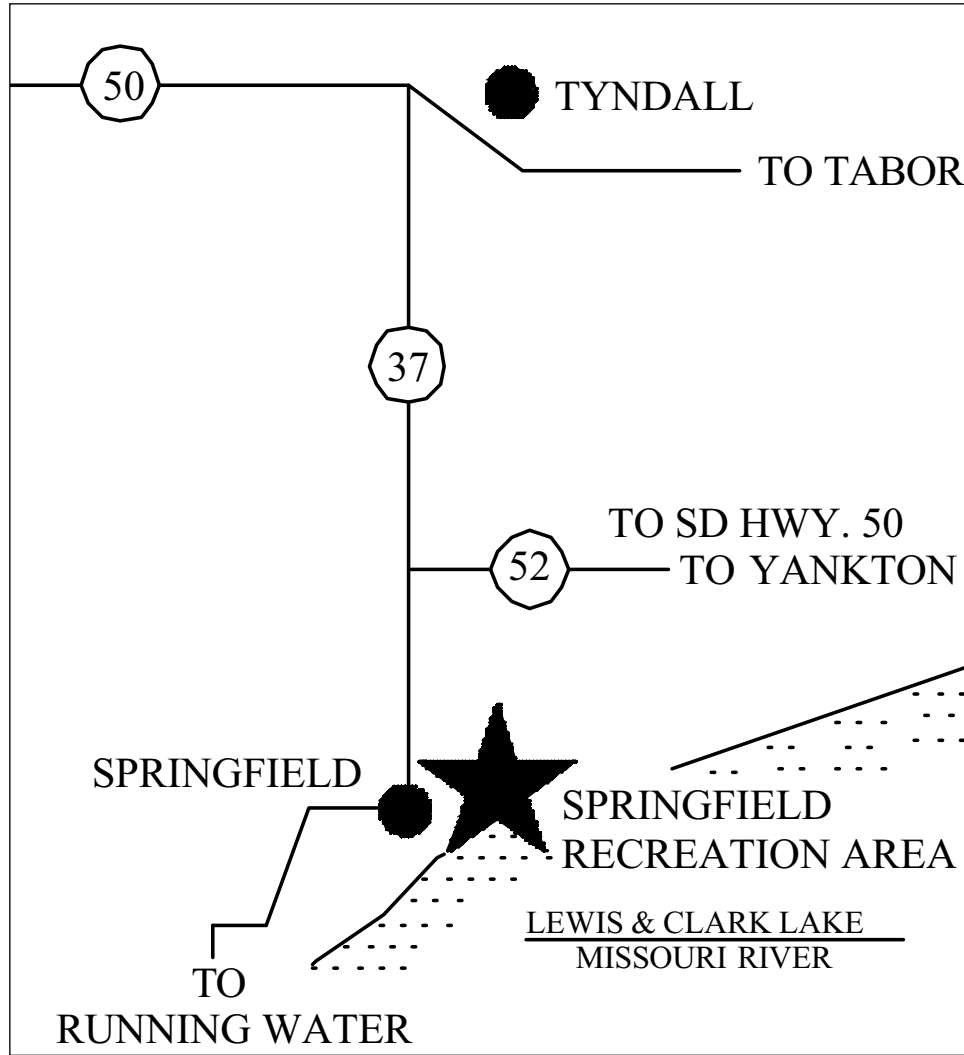 50
TYNDALL
TO TABOR
37
TO SD HWY. 50
52
TO YANKTON
SPRINGFIELD
SPRINGFIELD
RECREATION AREA
LEWIS & CLARK LAKE
MISSOURI RIVER
TO
RUNNING WATER